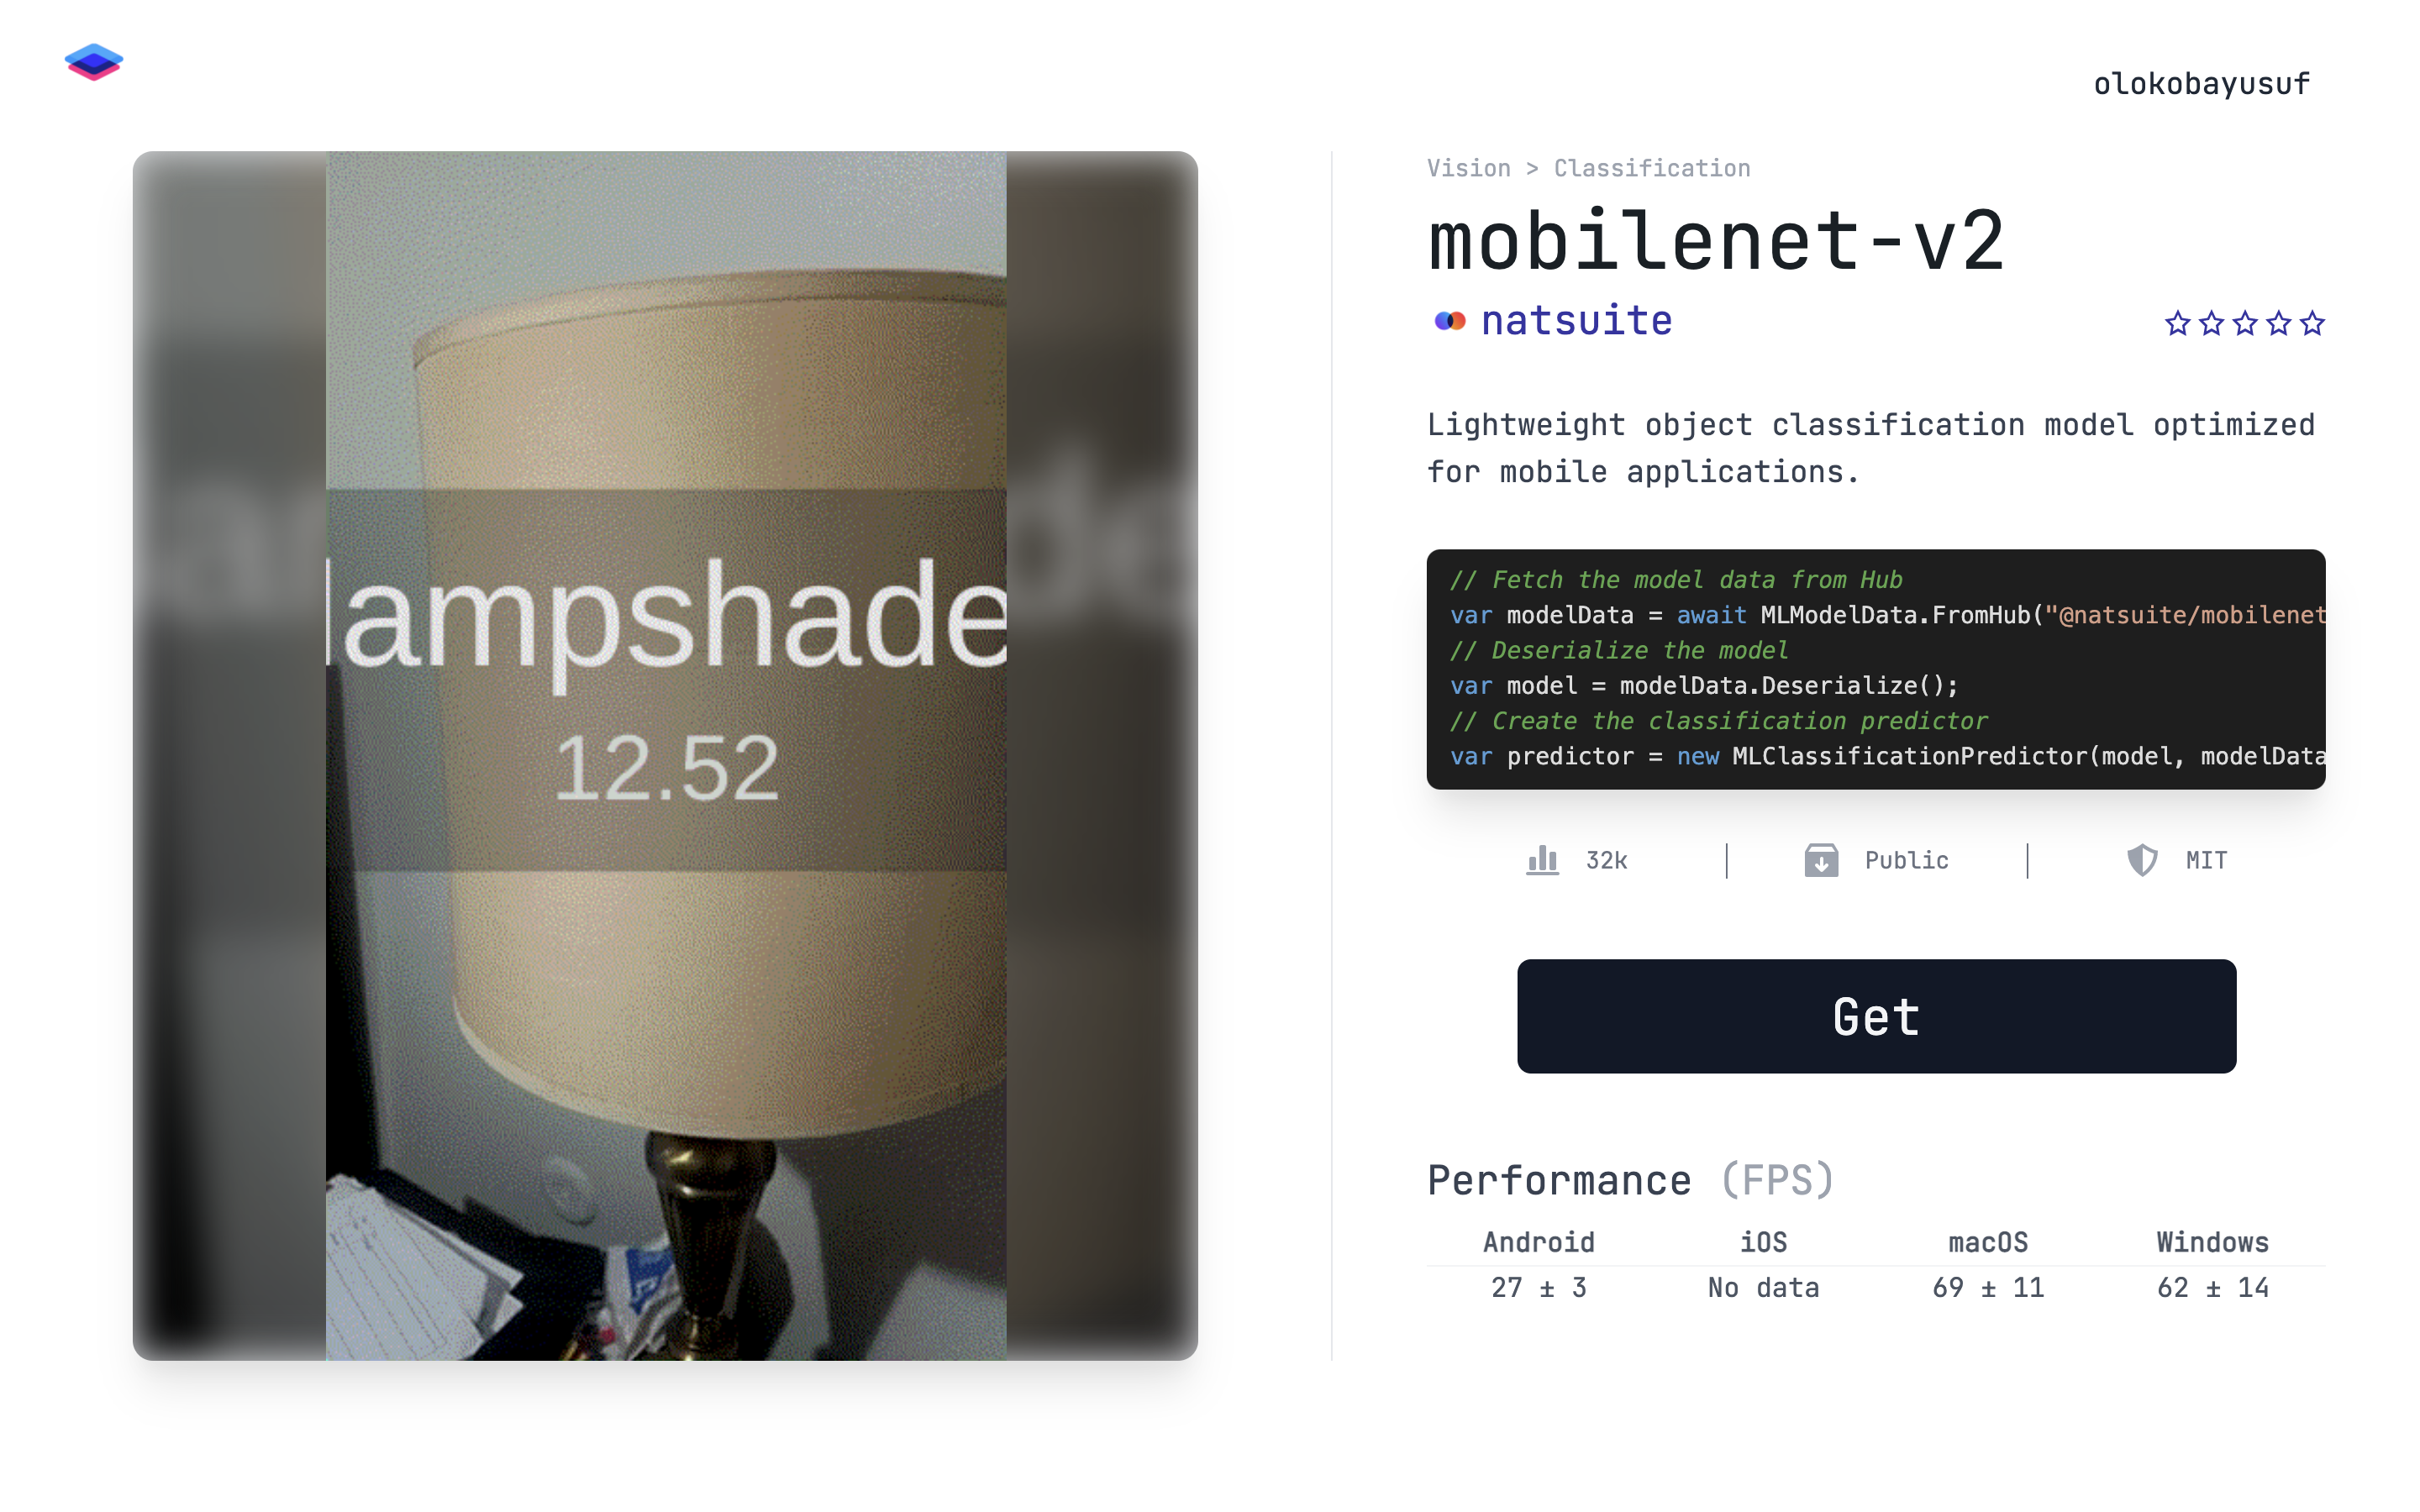 olokobayusuf
lampshade
12.52
Vision > Classification
mobilenet-v2
natsuite
Lightweight object classification model optimized
for mobile applications.
// Fetch the model data from Hub
var modelData = await MLModelData.FromHub("@natsuite/mobilenet
// Deserialize the model
var model = modelData.Deserialize();
// Create the classification predictor
var predictor = new MLClassificationPredictor(model, modelData
32k
Public
MIT
Get
Performance (FPS)
Android iOS macOS Windows
27 ± 3 No data 69 ± 11 62 ± 14